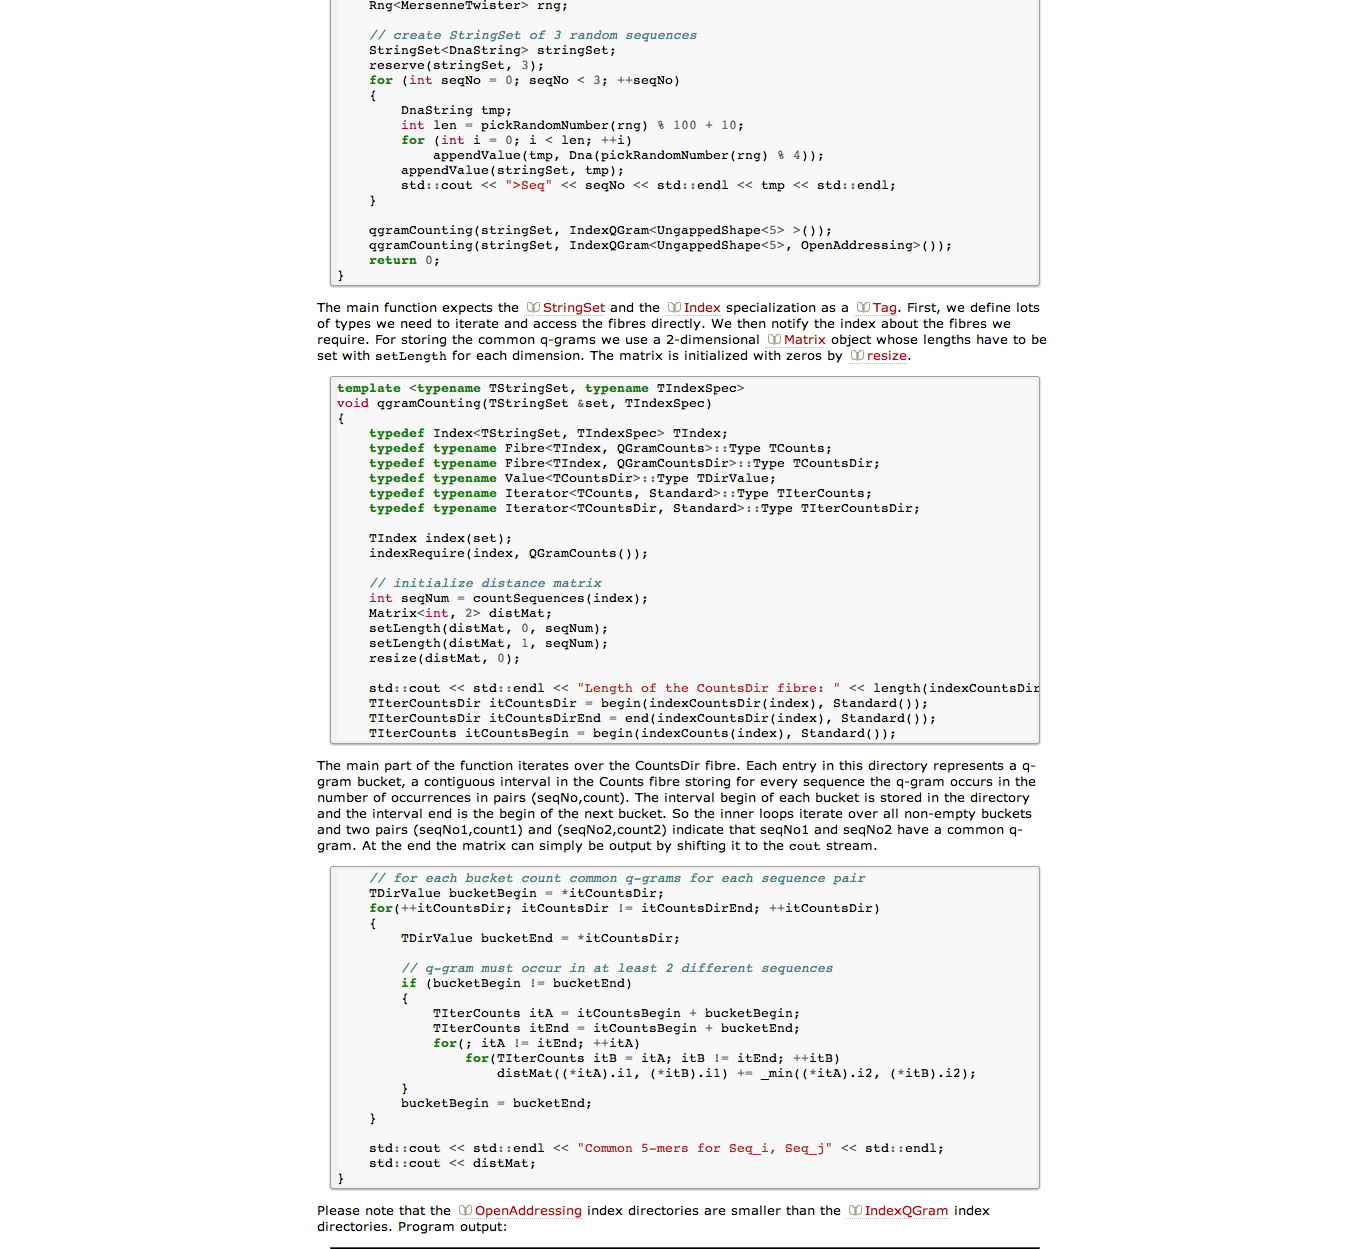 Rng<MersenneTwister> rng;

    // create StringSet of 3 random sequences
    StringSet<DnaString> stringSet;
    reserve(stringSet, 3);
    for (int seqNo = 0; seqNo < 3; ++seqNo)
    {
        DnaString tmp;
        int len = pickRandomNumber(rng) % 100 + 10;
        for (int i = 0; i < len; ++i)
            appendValue(tmp, Dna(pickRandomNumber(rng) % 4));
        appendValue(stringSet, tmp);
        std::cout << ">Seq" << seqNo << std::endl << tmp << std::endl;
    }

    qgramCounting(stringSet, IndexQGram<UngappedShape<5> >());
    qgramCounting(stringSet, IndexQGram<UngappedShape<5>, OpenAddressing>());
    return 0;
}
The main function expects the StringSet and the Index specialization as a Tag. First, we define lots
of types we need to iterate and access the fibres directly. We then notify the index about the fibres we
require. For storing the common q-grams we use a 2-dimensional Matrix object whose lengths have to be
set with setLength for each dimension. The matrix is initialized with zeros by resize.
template <typename TStringSet, typename TIndexSpec>
void qgramCounting(TStringSet &set, TIndexSpec)
{
    typedef Index<TStringSet, TIndexSpec> TIndex;
    typedef typename Fibre<TIndex, QGramCounts>::Type TCounts;
    typedef typename Fibre<TIndex, QGramCountsDir>::Type TCountsDir;
    typedef typename Value<TCountsDir>::Type TDirValue;
    typedef typename Iterator<TCounts, Standard>::Type TIterCounts;
    typedef typename Iterator<TCountsDir, Standard>::Type TIterCountsDir;

    TIndex index(set);
    indexRequire(index, QGramCounts());

    // initialize distance matrix
    int seqNum = countSequences(index);
    Matrix<int, 2> distMat;
    setLength(distMat, 0, seqNum);
    setLength(distMat, 1, seqNum);
    resize(distMat, 0);

    std::cout << std::endl << "Length of the CountsDir fibre: " << length(indexCountsDir
    TIterCountsDir itCountsDir = begin(indexCountsDir(index), Standard());
    TIterCountsDir itCountsDirEnd = end(indexCountsDir(index), Standard());
    TIterCounts itCountsBegin = begin(indexCounts(index), Standard());
The main part of the function iterates over the CountsDir fibre. Each entry in this directory represents a q-
gram bucket, a contiguous interval in the Counts fibre storing for every sequence the q-gram occurs in the
number of occurrences in pairs (seqNo,count). The interval begin of each bucket is stored in the directory
and the interval end is the begin of the next bucket. So the inner loops iterate over all non-empty buckets
and two pairs (seqNo1,count1) and (seqNo2,count2) indicate that seqNo1 and seqNo2 have a common q-
gram. At the end the matrix can simply be output by shifting it to the cout stream.
    // for each bucket count common q-grams for each sequence pair
    TDirValue bucketBegin = *itCountsDir;
    for(++itCountsDir; itCountsDir != itCountsDirEnd; ++itCountsDir)
    {
        TDirValue bucketEnd = *itCountsDir;

        // q-gram must occur in at least 2 different sequences
        if (bucketBegin != bucketEnd)
        {
            TIterCounts itA = itCountsBegin + bucketBegin;
            TIterCounts itEnd = itCountsBegin + bucketEnd;
            for(; itA != itEnd; ++itA)
                for(TIterCounts itB = itA; itB != itEnd; ++itB)
                    distMat((*itA).i1, (*itB).i1) += _min((*itA).i2, (*itB).i2);
        }
        bucketBegin = bucketEnd;
    }

    std::cout << std::endl << "Common 5-mers for Seq_i, Seq_j" << std::endl;
    std::cout << distMat;
}
Please note that the OpenAddressing index directories are smaller than the IndexQGram index
directories. Program output: